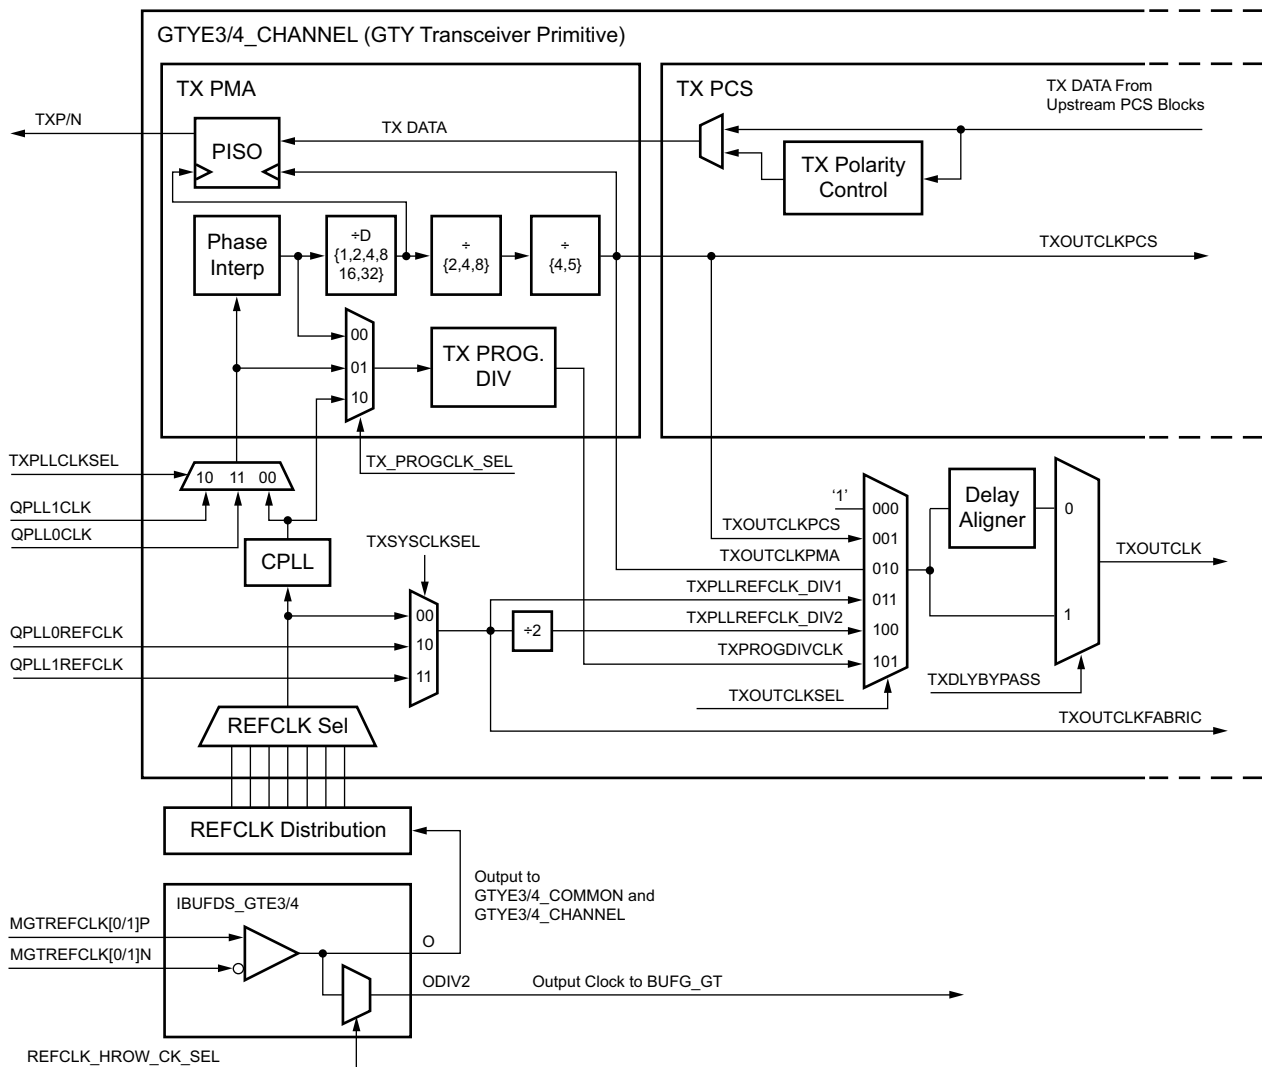 GTYE3/4_CHANNEL (GTY Transceiver Primitive)
TX PMA
TX PCS
TX DATA From
Upstream PCS Blocks
TXP/N
PISO
TX DATA
TX Polarity
Control
Phase
Interp
÷D
{1,2,4,8
16,32}
÷
{2,4,8}
÷
{4,5}
TXOUTCLKPCS
00
01
10
TX PROG.
DIV
TX_PROGCLK_SEL
TXPLLCLKSEL
10 11 00
QPLL1CLK
QPLL0CLK
CPLL
TXSYSCLKSEL
00
10
11
QPLL0REFCLK
QPLL1REFCLK
÷2
'1'
TXOUTCLKPCS
TXOUTCLKPMA
TXPLLREFCLK_DIV1
TXPLLREFCLK_DIV2
TXPROGDIVCLK
TXOUTCLKSEL
000
001
010
011
100
101
Delay
Aligner
0
1
TXOUTCLK
TXDLYBYPASS
TXOUTCLKFABRIC
REFCLK Sel
REFCLK Distribution
Output to
GTYE3/4_COMMON and
GTYE3/4_CHANNEL
IBUFDS_GTE3/4
MGTREFCLK[0/1]P
MGTREFCLK[0/1]N
O
ODIV2
Output Clock to BUFG_GT
REFCLK_HROW_CK_SEL